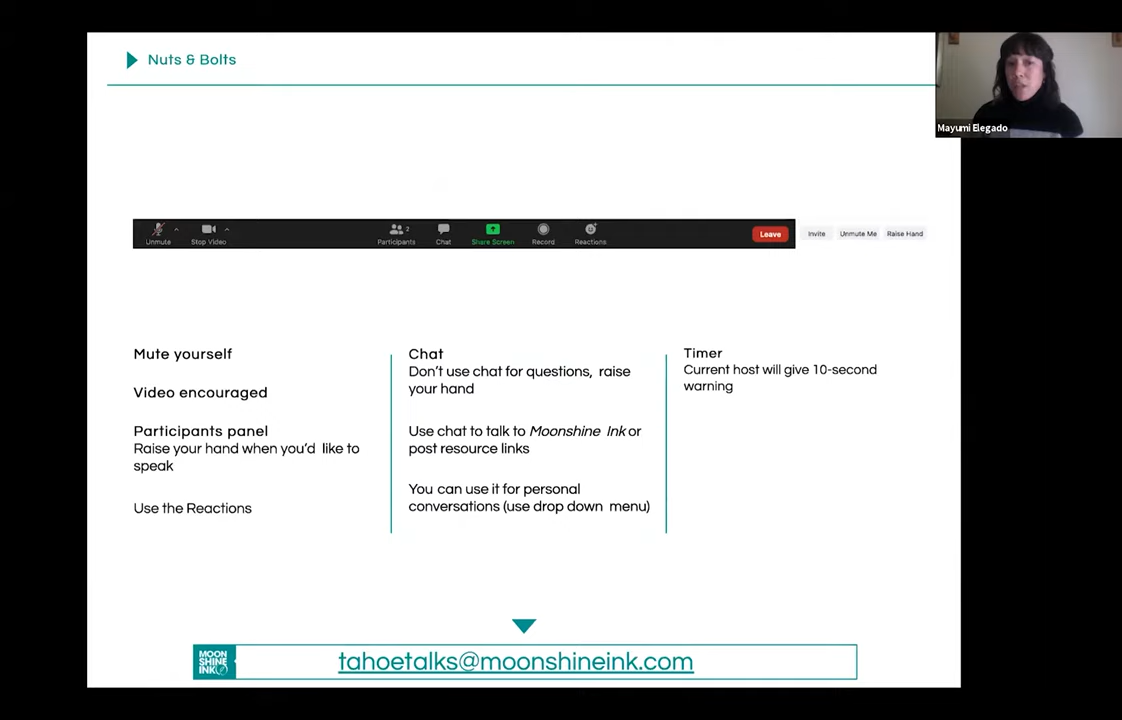 Nuts & Bolts
Mayumi Elegado
Unmute
Stop Video
Participants
2
Chat
Share Screen
Record
Reactions
Leave
Invite
Unmute Me
Raise Hand
Mute yourself
Video encouraged
Participants panel
Raise your hand when you'd like to
speak
Use the Reactions
Chat
Don't use chat for questions, raise
your hand
Use chat to talk to Moonshine Ink or
post resource links
You can use it for personal
conversations (use drop down menu)
Timer
Current host will give 10-second
warning
MOON
SHINE
INK
tahoetalks@moonshineink.com